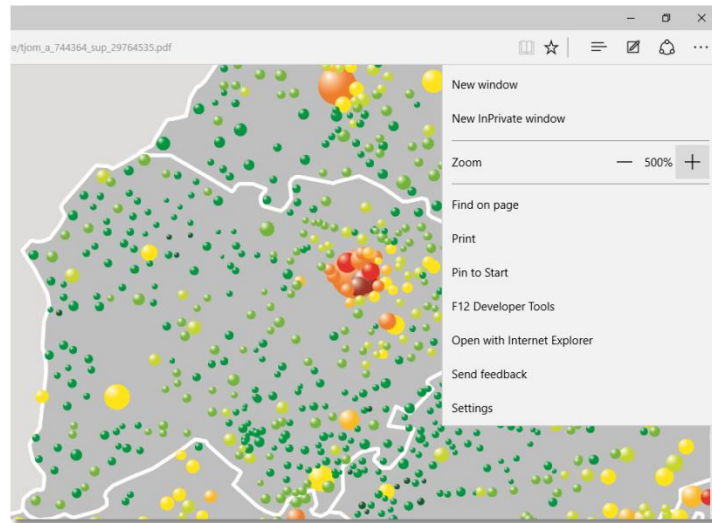 e/tjom_a_744364_sup_29764535.pdf
New window
New InPrivate window
Zoom 500%
Find on page
Print
Pin to Start
F12 Developer Tools
Open with Internet Explorer
Send feedback
Settings